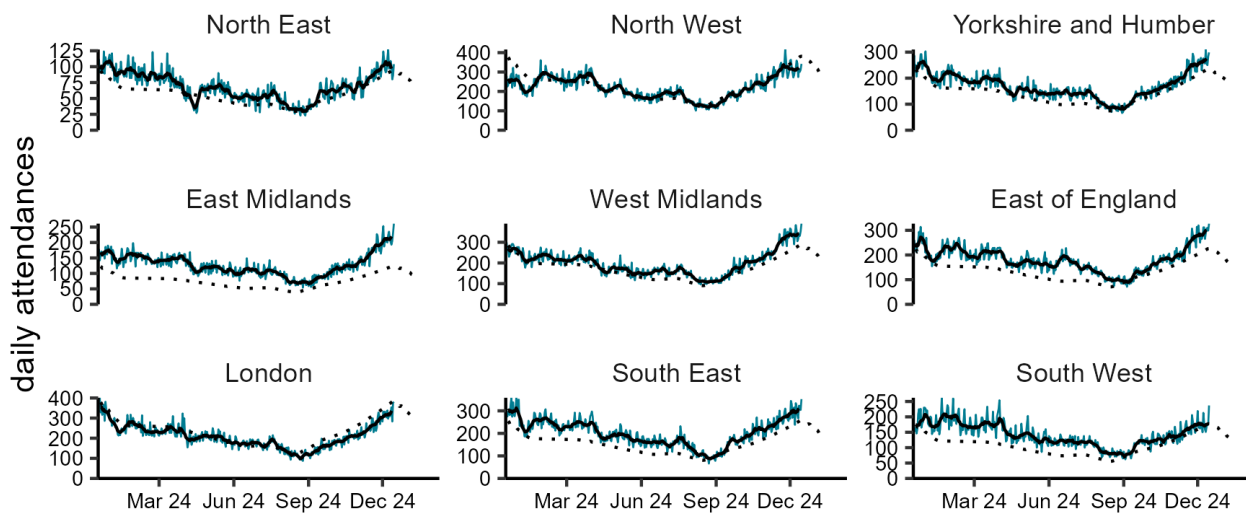 North East North West Yorkshire and Humber
125 400 300
100 300 200
75 200 100
50 100 0
25 0
0
East Midlands West Midlands East of England
250 300 300
200 200 200
150 100 100
100 0 0
50
0
London South East South West
400 300 250
300 200 200
200 100 150
100 0 100
0 50
0
Mar 24 Jun 24 Sep 24 Dec 24 Mar 24 Jun 24 Sep 24 Dec 24 Mar 24 Jun 24 Sep 24 Dec 24
daily attendances